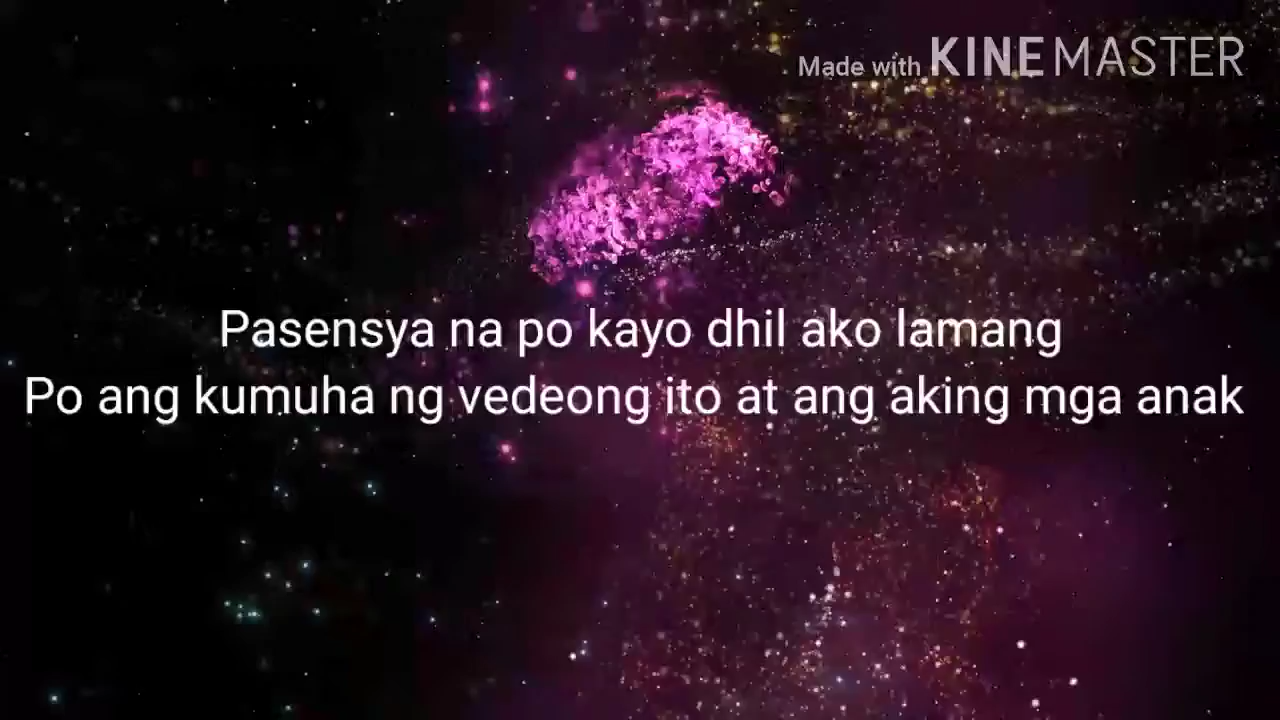 Made with KINEMASTER
Pasensya na po kayo dhil ako lamang
Po ang kumuha ng vedeong ito at ang aking mga anak